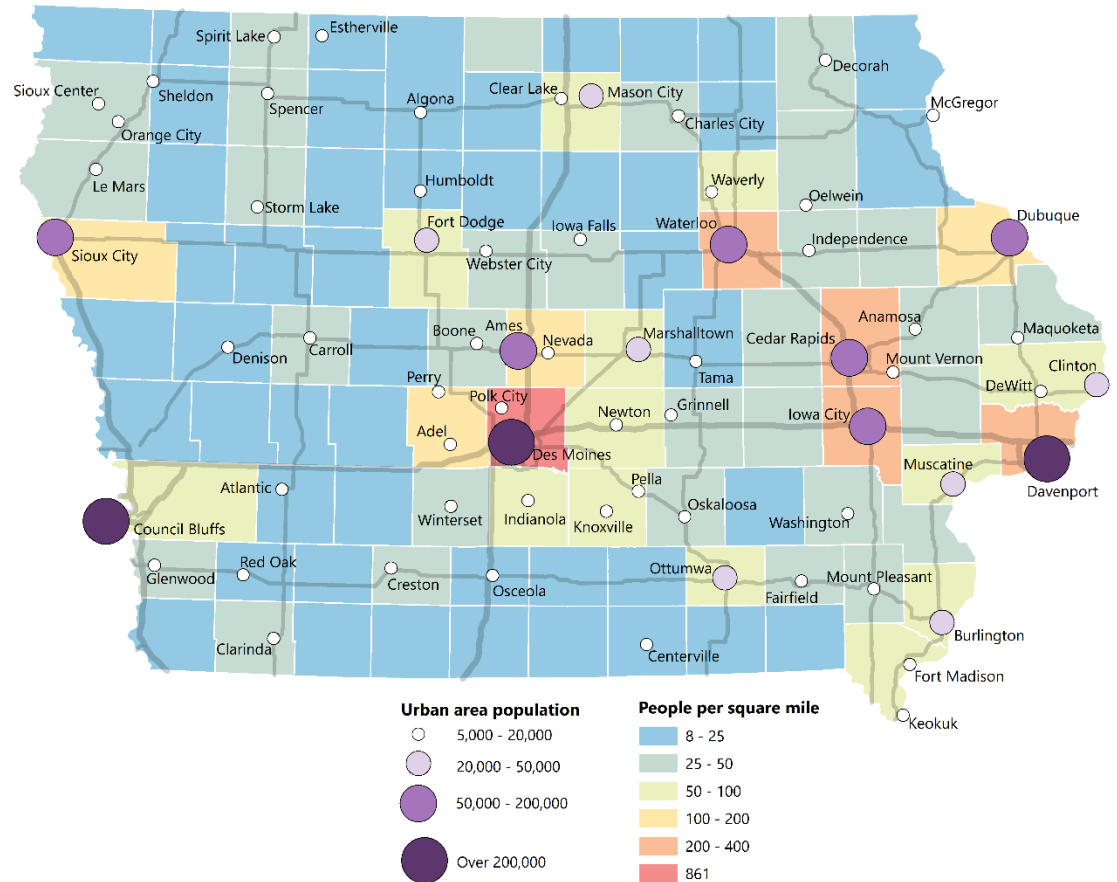 Spirit Lake
Estherville
Decorah
Sioux Center
Sheldon
Spencer
Algona
Clear Lake
Mason City
McGregor
Orange City
Charles City
Le Mars
Humboldt
Waverly
Storm Lake
Oelwein
Fort Dodge
Iowa Falls
Waterloo
Dubuque
Sioux City
Webster City
Independence
Denison
Carroll
Boone
Ames
Nevada
Marshalltown
Tama
Cedar Rapids
Anamosa
Mount Vernon
Maquoketa
Clinton
DeWitt
Perry
Polk City
Adel
Des Moines
Newton
Grinnell
Iowa City
Muscatine
Davenport
Council Bluffs
Atlantic
Winterset
Indianola
Pella
Knoxville
Oskaloosa
Washington
Glenwood
Red Oak
Creston
Osceola
Ottumwa
Fairfield
Mount Pleasant
Burlington
Clarinda
Centerville
Fort Madison
Keokuk
Urban area population
5,000 - 20,000
20,000 - 50,000
50,000 - 200,000
Over 200,000
People per square mile
8 - 25
25 - 50
50 - 100
100 - 200
200 - 400
861